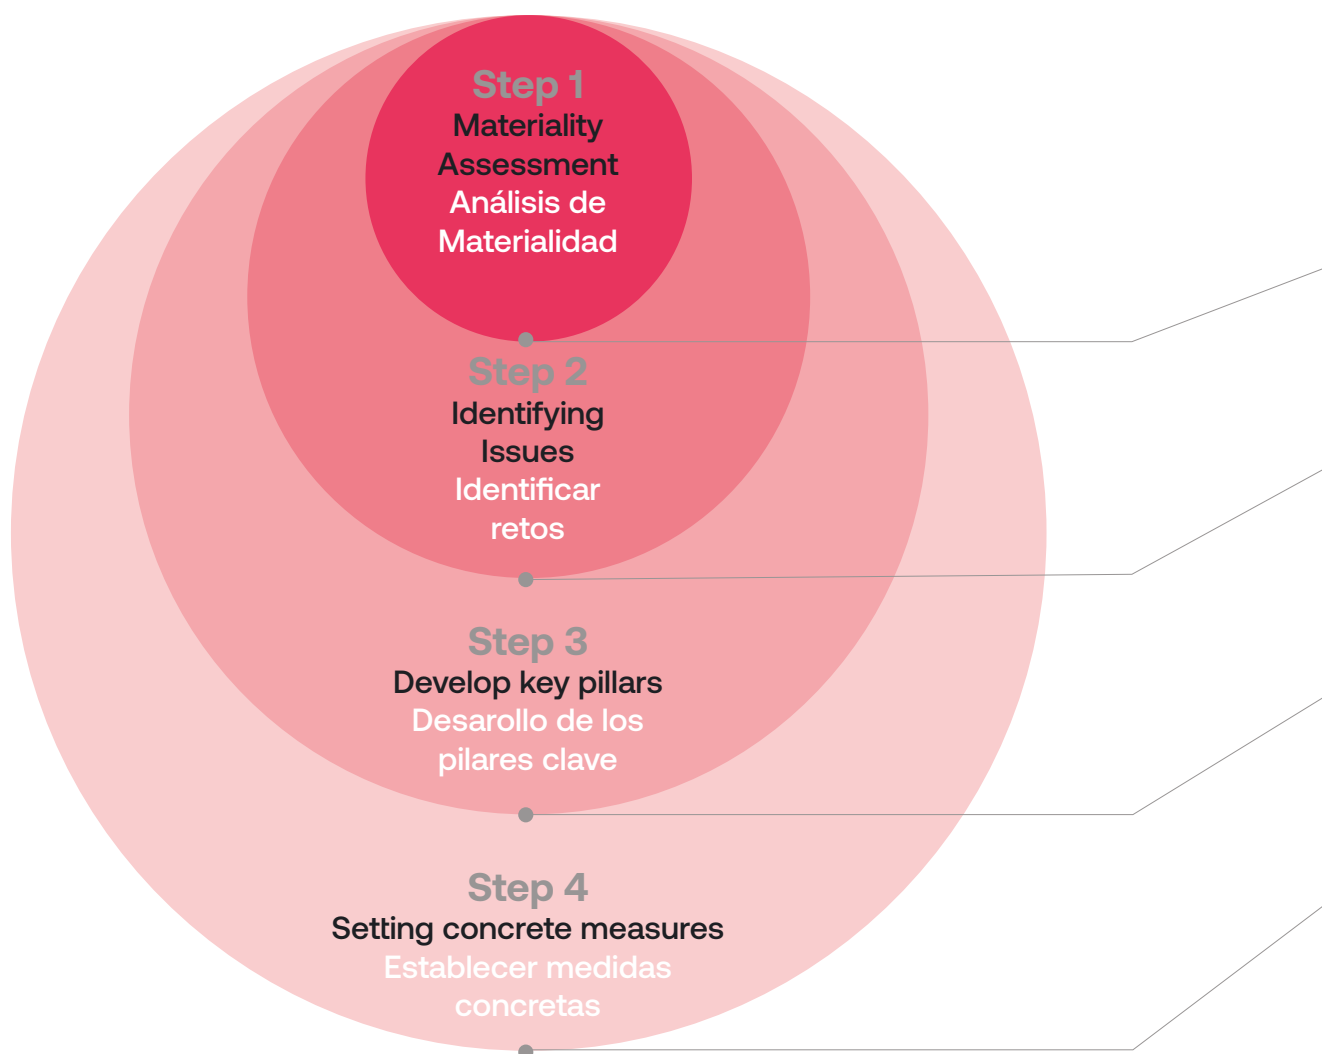 Step 1
Materiality
Assessment
Análisis de
Materialidad
Step 2
Identifying
Issues
Identificar
retos
Step 3
Develop key pillars
Desarollo de los
pilares clave
Step 4
Setting concrete measures
Establecer medidas
concretas